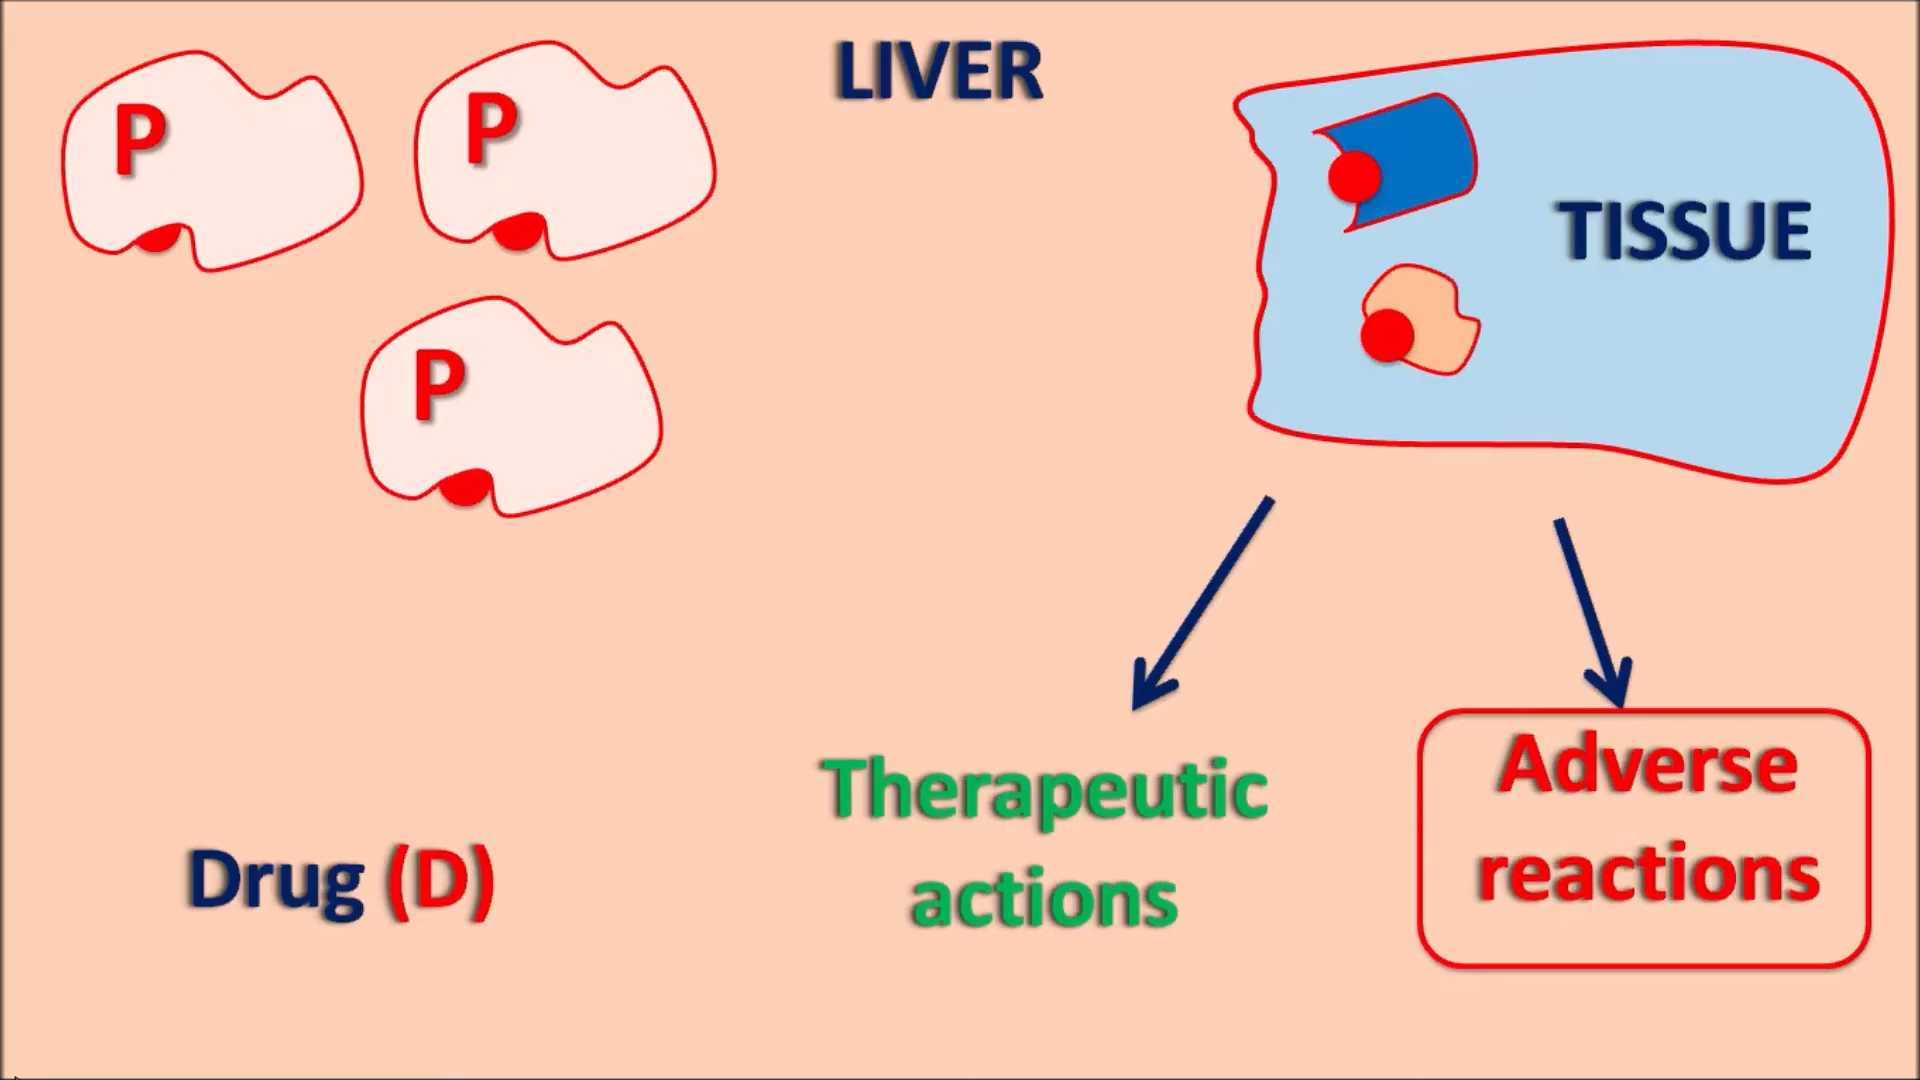 LIVER
P
P
TISSUE
P
Therapeutic
actions
Adverse
reactions
Drug (D)